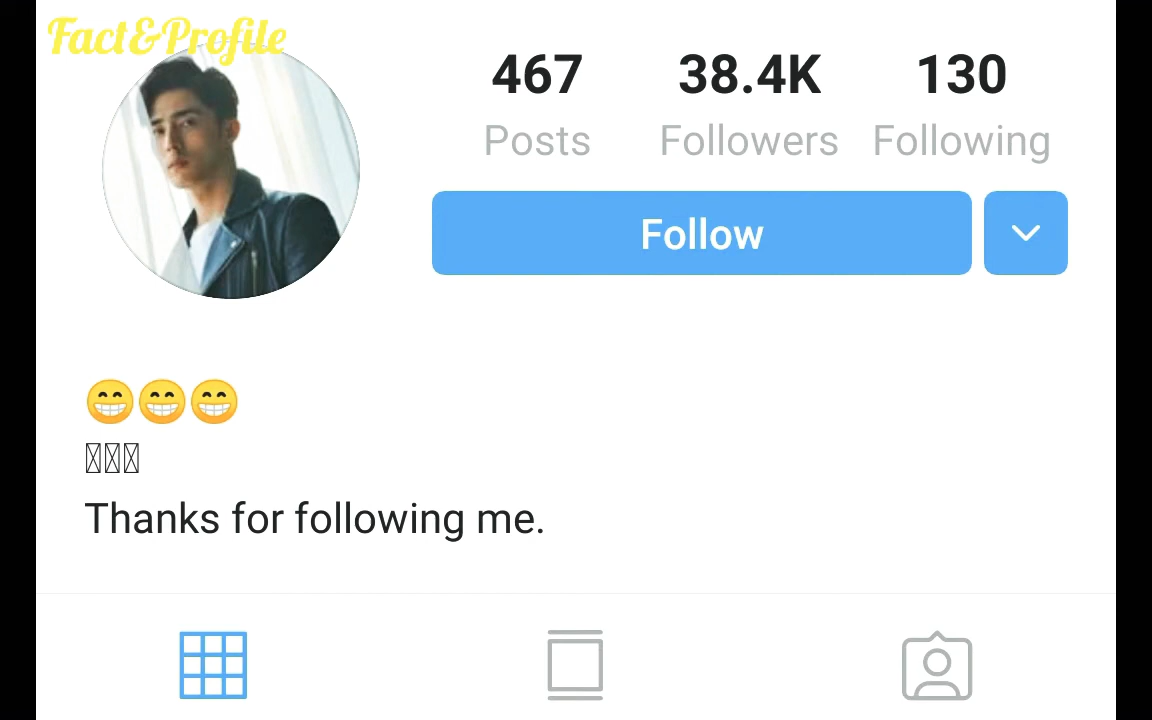 Fact&Profile
467 38.4K 130
Posts Followers Following
Follow
😁😁😁
Thanks for following me.